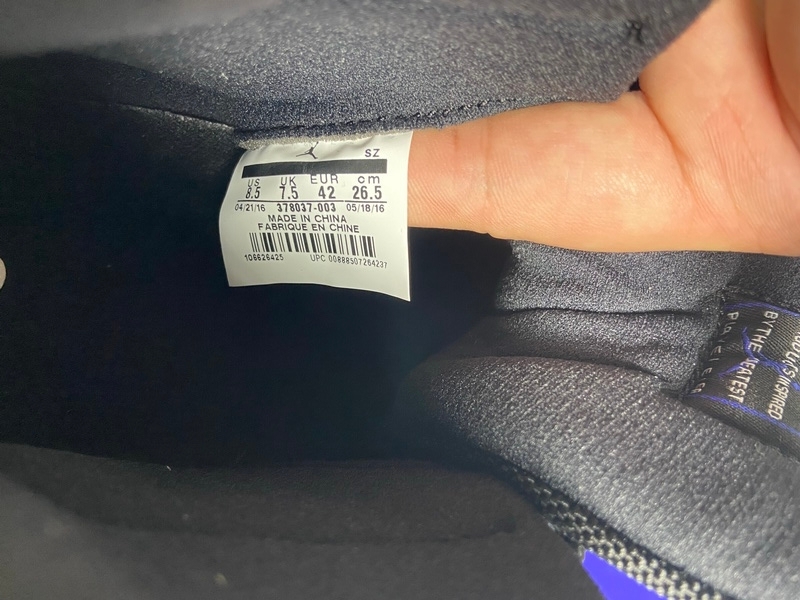 SZ
US UK EUR cm
8.5 7.5 42 26.5
04/21/16 378037-003 05/18/16
MADE IN CHINA
FABRIQUE EN CHINE
106626425 UPC 00888507264237
INSPIRED
BY THE GREATEST